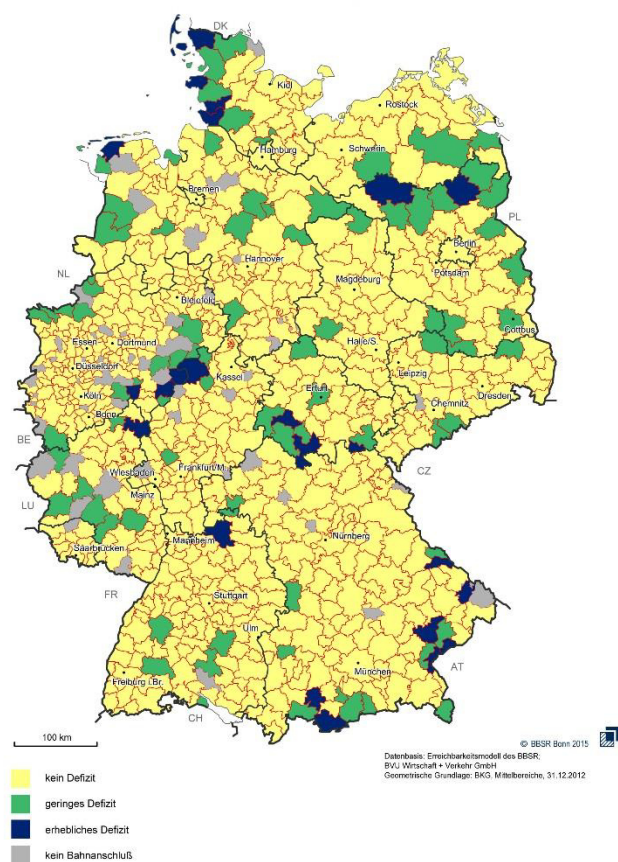 DK
Kiel
Rostock
Schwerin
Hamburg
Bremen
PL
Berlin
Potsdam
Hannover
NL
Magdeburg
Bielefeld
Cottbus
Essen
Dortmund
Halle/S.
Düsseldorf
Kassel
Leipzig
Erfurt
Dresden
Köln
Chemnitz
Bonn
BE
CZ
Wiesbaden
Frankfurt/M.
Mainz
LU
Mannheim
Nürnberg
Saarbrücken
FR
Stuttgart
Ulm
München
AT
Freiburg i.Br.
CH
100 km
© BBSR Bonn 2015
Datenbasis: Erreichbarkeitsmodell des BBSR;
BVU Wirtschaft + Verkehr GmbH
Geometrische Grundlage: BKG, Mittelbereiche, 31.12.2012
kein Defizit
geringes Defizit
erhebliches Defizit
kein Bahnanschluß